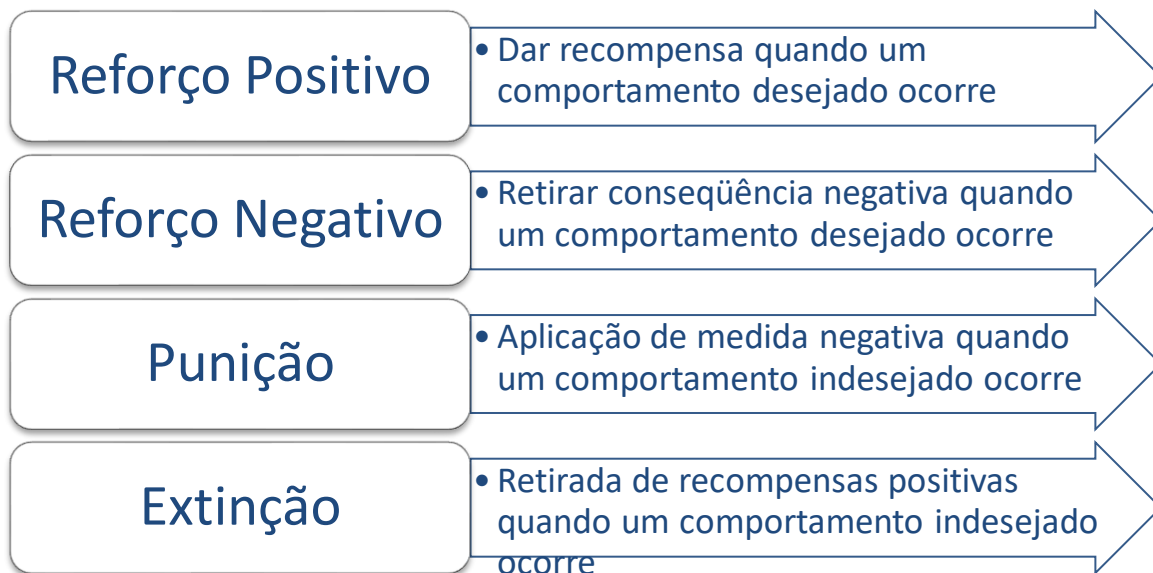 Reforço Positivo
• Dar recompensa quando um
comportamento desejado ocorre
Reforço Negativo
• Retirar conseqüência negativa quando
um comportamento desejado ocorre
Punição
• Aplicação de medida negativa quando
um comportamento indesejado ocorre
Extinção
• Retirada de recompensas positivas
quando um comportamento indesejado
ocorre